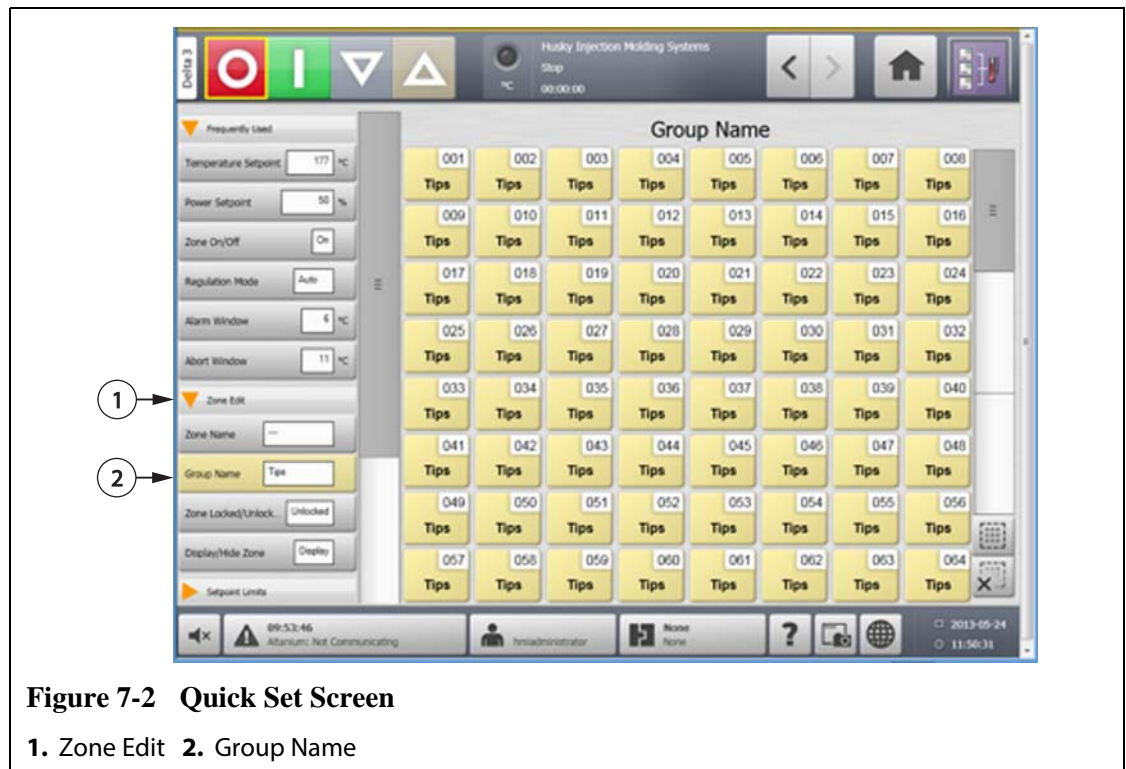 Delta 3
Husky Injection Molding Systems
Stop
°C
00:00:00
Frequently Used
Temperature Setpoint 177 °C
Power Setpoint 50 %
Zone On/Off On
Regulation Mode Auto
Alarm Window 6 °C
Abort Window 11 °C
1
Zone Edit
Zone Name ---
2
Group Name Tips
Zone Locked/Unlock... Unlocked
Display/Hide Zone Display
Setpoint Limits
Group Name
001 002 003 004 005 006 007 008
Tips Tips Tips Tips Tips Tips Tips Tips
009 010 011 012 013 014 015 016
Tips Tips Tips Tips Tips Tips Tips Tips
017 018 019 020 021 022 023 024
Tips Tips Tips Tips Tips Tips Tips Tips
025 026 027 028 029 030 031 032
Tips Tips Tips Tips Tips Tips Tips Tips
033 034 035 036 037 038 039 040
Tips Tips Tips Tips Tips Tips Tips Tips
041 042 043 044 045 046 047 048
Tips Tips Tips Tips Tips Tips Tips Tips
049 050 051 052 053 054 055 056
Tips Tips Tips Tips Tips Tips Tips Tips
057 058 059 060 061 062 063 064
Tips Tips Tips Tips Tips Tips Tips Tips
09:53:46
Altanium: Not Communicating
hmiadministrator
None
None
?
2013-05-24
11:50:31
Figure 7-2 Quick Set Screen
1. Zone Edit 2. Group Name